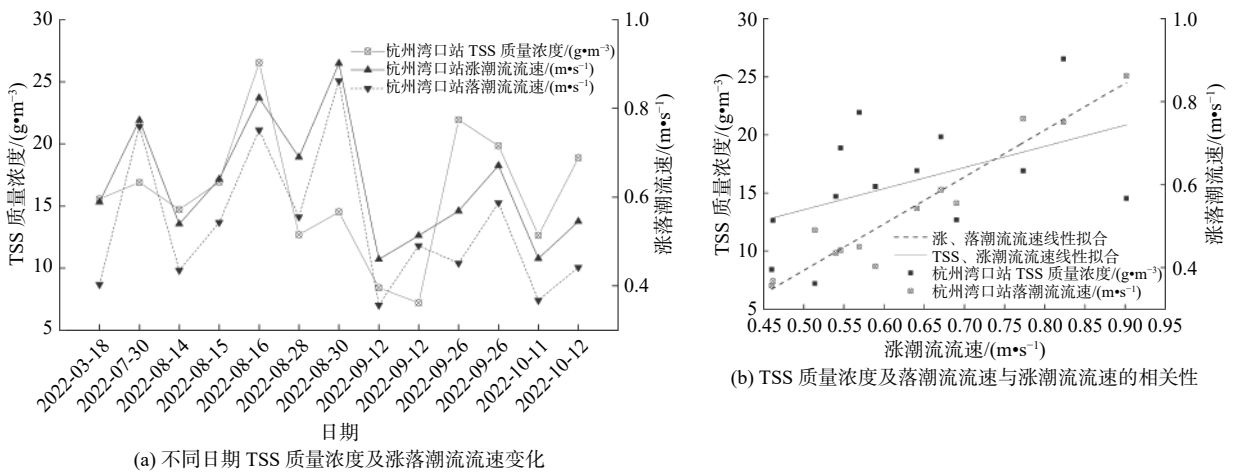 30
25
20
15
10
5
TSS 质量浓度/(g•m⁻³)
1.0
0.8
0.6
0.4
涨落潮流流速/(m•s⁻¹)
杭州湾口站 TSS 质量浓度/(g•m⁻³)
杭州湾口站涨潮流流速/(m•s⁻¹)
杭州湾口站落潮流流速/(m•s⁻¹)
2022-03-18
2022-07-30
2022-08-14
2022-08-15
2022-08-16
2022-08-28
2022-08-30
2022-09-12
2022-09-12
2022-09-26
2022-09-26
2022-10-11
2022-10-12
日期
(a) 不同日期 TSS 质量浓度及涨落潮流流速变化
30
25
20
15
10
5
TSS 质量浓度/(g•m⁻³)
1.0
0.8
0.6
0.4
涨落潮流流速/(m•s⁻¹)
涨、落潮流流速线性拟合
TSS、涨潮流流速线性拟合
杭州湾口站 TSS 质量浓度/(g•m⁻³)
杭州湾口站落潮流流速/(m•s⁻¹)
0.45 0.50 0.55 0.60 0.65 0.70 0.75 0.80 0.85 0.90 0.95
涨潮流流速/(m•s⁻¹)
(b) TSS 质量浓度及落潮流流速与涨潮流流速的相关性